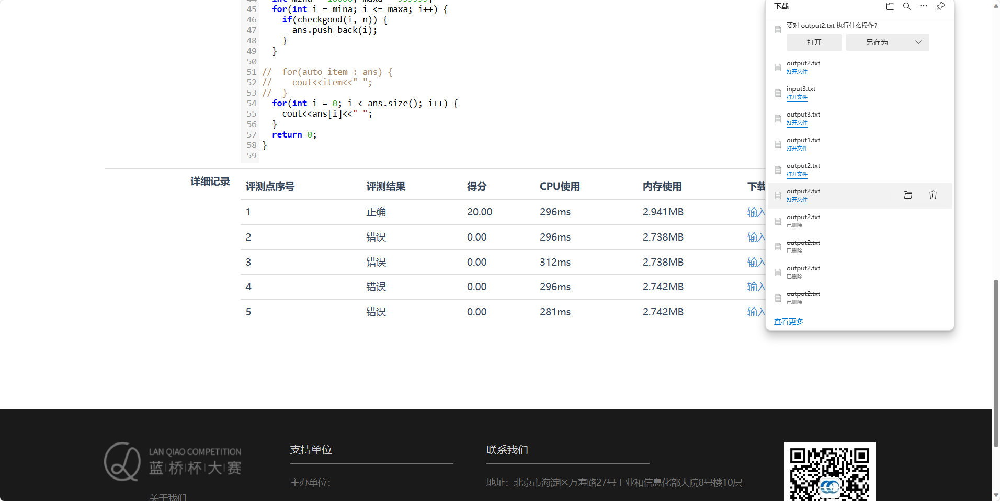 45 for(int i = mina; i <= maxa; i++) {
46 if(checkgood(i, n)) {
47 ans.push_back(i);
48 }
49 }
50
51 // for(auto item : ans) {
52 // cout<<item<<" ";
53 // }
54 for(int i = 0; i < ans.size(); i++) {
55 cout<<ans[i]<<" ";
56 }
57 return 0;
58 }
59
详细记录
评测点序号 评测结果 得分 CPU使用 内存使用 下载
1 正确 20.00 296ms 2.941MB 输入
2 错误 0.00 296ms 2.738MB 输入
3 错误 0.00 312ms 2.738MB 输入
4 错误 0.00 296ms 2.742MB 输入
5 错误 0.00 281ms 2.742MB 输入
下载
要对 output2.txt 执行什么操作?
打开 另存为
output2.txt
打开文件
input3.txt
打开文件
output3.txt
打开文件
output1.txt
打开文件
output2.txt
打开文件
output2.txt
打开文件
output2.txt
已删除
output2.txt
已删除
output2.txt
已删除
output2.txt
已删除
查看更多
LAN QIAO COMPETITION
蓝桥杯大赛
关于我们
支持单位
主办单位：
联系我们
地址：北京市海淀区万寿路27号工业和信息化部大院8号楼10层